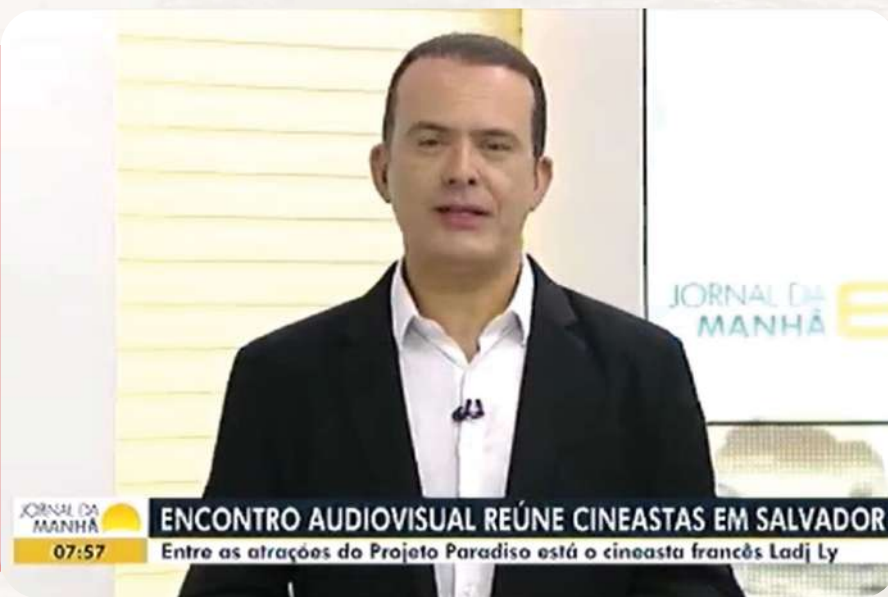 JORNAL DA
MANHÃ
JORNAL DA
MANHÃ
07:57
ENCONTRO AUDIOVISUAL REÚNE CINEASTAS EM SALVADOR
Entre as atrações do Projeto Paradiso está o cineasta francês Ladj Ly